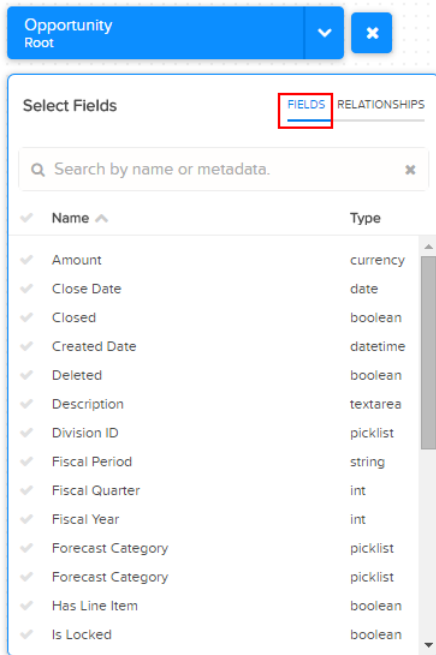 Opportunity
Root
Select Fields FIELDS RELATIONSHIPS
Search by name or metadata.
Name Type
Amount currency
Close Date date
Closed boolean
Created Date datetime
Deleted boolean
Description textarea
Division ID picklist
Fiscal Period string
Fiscal Quarter int
Fiscal Year int
Forecast Category picklist
Forecast Category picklist
Has Line Item boolean
Is Locked boolean